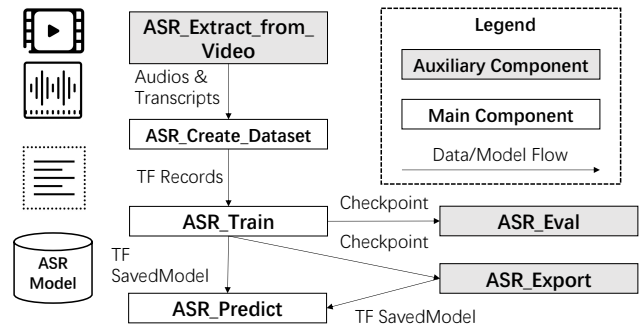 ASR_Extract_from_
Video
Audios &
Transcripts
ASR_Create_Dataset
TF Records
ASR_Train
Checkpoint
ASR_Eval
Checkpoint
TF
SavedModel
ASR_Export
ASR_Predict
TF SavedModel
ASR
Model
Legend
Auxiliary Component
Main Component
Data/Model Flow